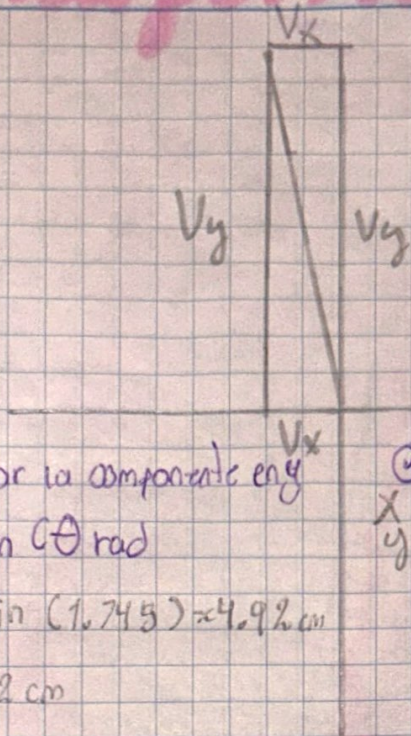 Vx
Vy Vy
Vx
or la componente en y
n (θ rad
x
y
in (1.745) = 4.92 cm
2 cm